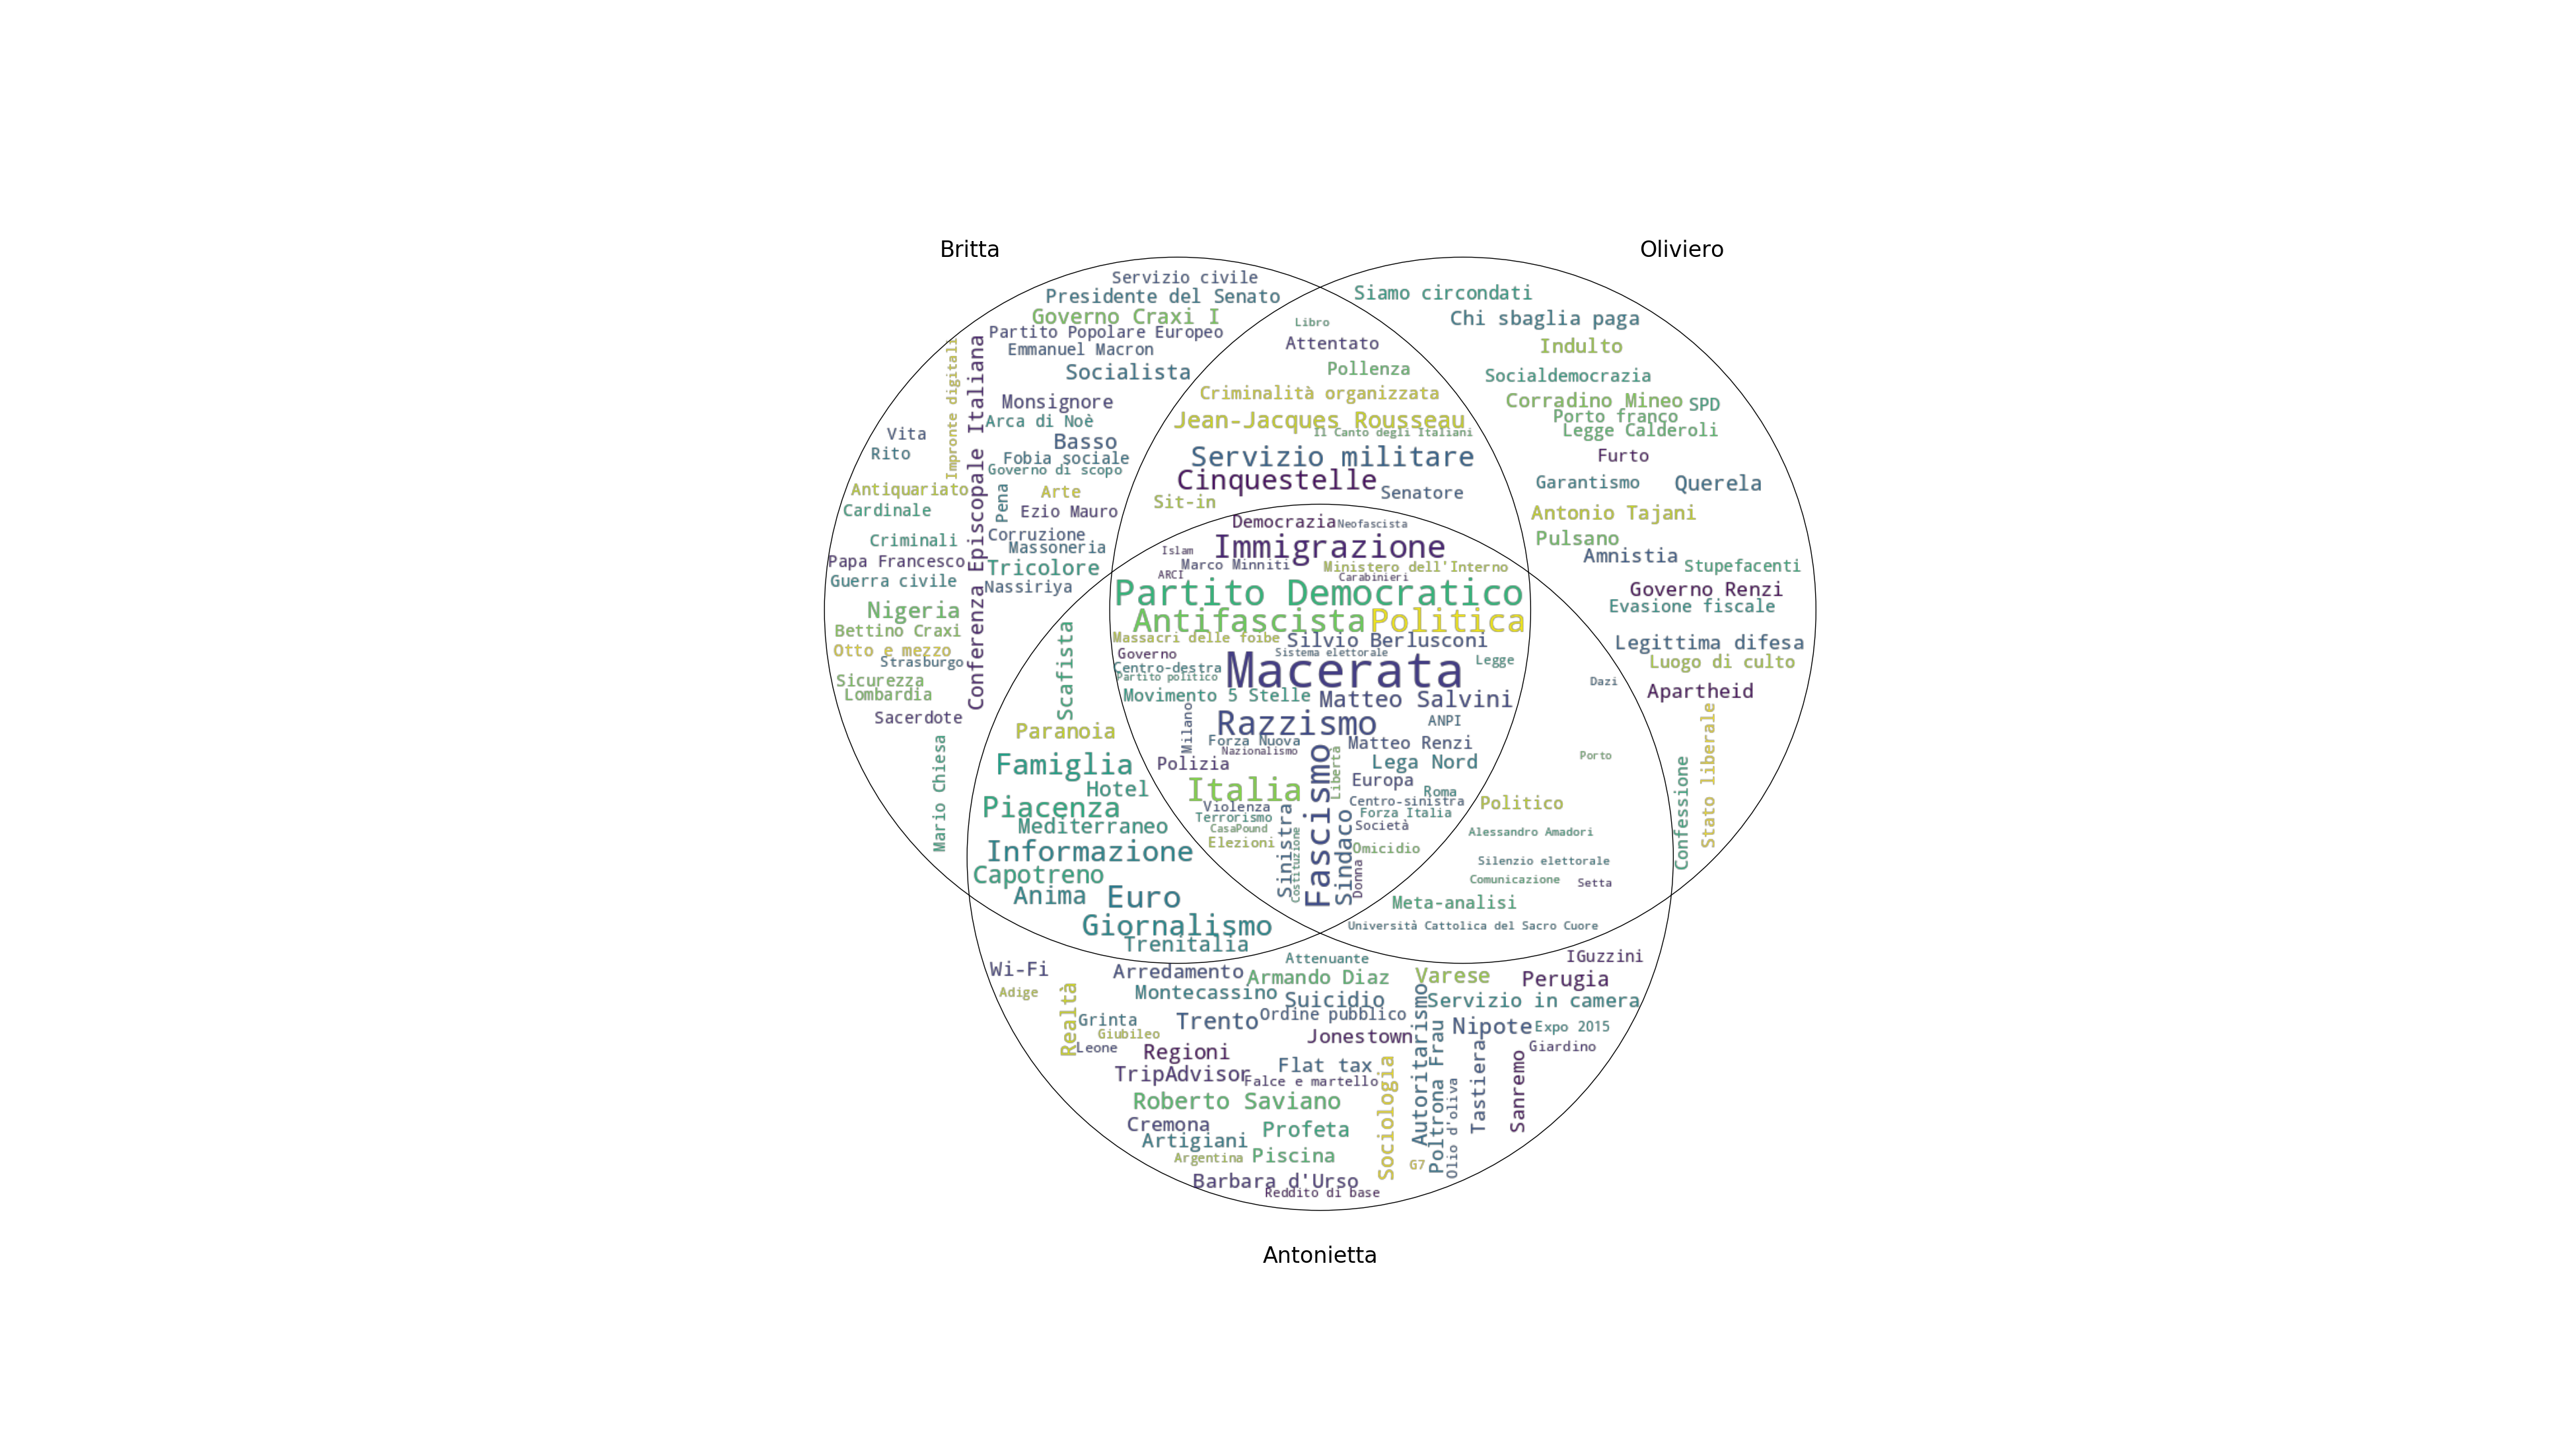 Britta
Oliviero
Servizio civile
Presidente del Senato
Governo Craxi I
Partito Popolare Europeo
Emmanuel Macron
Socialista
Impronte digitali
Conferenza Episcopale Italiana
Monsignore
Arca di Noè
Vita
Basso
Rito
Fobia sociale
Governo di scopo
Antiquariato
Pena
Arte
Cardinale
Ezio Mauro
Corruzione
Criminali
Massoneria
Papa Francesco
Tricolore
Guerra civile
Nassiriya
Nigeria
Bettino Craxi
Otto e mezzo
Strasburgo
Sicurezza
Lombardia
Sacerdote
Mario Chiesa
Libro
Attentato
Pollenza
Criminalità organizzata
Jean-Jacques Rousseau
Il Canto degli Italiani
Servizio militare
Cinquestelle
Senatore
Sit-in
Siamo circondati
Chi sbaglia paga
Indulto
Socialdemocrazia
Corradino Mineo
SPD
Porto franco
Legge Calderoli
Furto
Garantismo
Querela
Antonio Tajani
Pulsano
Amnistia
Stupefacenti
Governo Renzi
Evasione fiscale
Legittima difesa
Luogo di culto
Apartheid
Stato liberale
Confessione
Democrazia
Neofascista
Immigrazione
Islam
Marco Minniti
Ministero dell'Interno
ARCI
Carabinieri
Partito Democratico
Antifascista
Politica
Massacri delle foibe
Silvio Berlusconi
Governo
Sistema elettorale
Macerata
Legge
Centro-destra
Partito politico
Movimento 5 Stelle
Matteo Salvini
Milano
Razzismo
ANPI
Forza Nuova
Matteo Renzi
Nazionalismo
Polizia
Fascismo
Libertà
Lega Nord
Europa
Italia
Roma
Centro-sinistra
Violenza
Forza Italia
Terrorismo
Società
CasaPound
Elezioni
Sinistra
Costituzione
Sindaco
Omicidio
Donna
Scafista
Paranoia
Famiglia
Hotel
Piacenza
Mediterraneo
Informazione
Capotreno
Anima
Euro
Giornalismo
Trenitalia
Dazi
Porto
Politico
Alessandro Amadori
Silenzio elettorale
Comunicazione
Setta
Meta-analisi
Università Cattolica del Sacro Cuore
IGuzzini
Attenuante
Wi-Fi
Arredamento
Armando Diaz
Varese
Perugia
Adige
Realtà
Montecassino
Suicidio
Servizio in camera
Grinta
Trento
Ordine pubblico
Nipote
Expo 2015
Giubileo
Jonestown
Leone
Giardino
Regioni
Flat tax
TripAdvisor
Falce e martello
Sociologia
Autoritarismo
Poltrona Frau
Olio d'oliva
Tastiera
Sanremo
Roberto Saviano
Cremona
Profeta
Artigiani
Argentina
Piscina
G7
Barbara d'Urso
Reddito di base
Antonietta